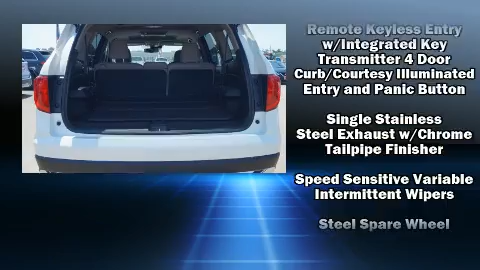 Remote Keyless Entry
w/Integrated Key
Transmitter 4 Door
Curb/Courtesy Illuminated
Entry and Panic Button
Single Stainless
Steel Exhaust w/Chrome
Tailpipe Finisher
Speed Sensitive Variable
Intermittent Wipers
Steel Spare Wheel